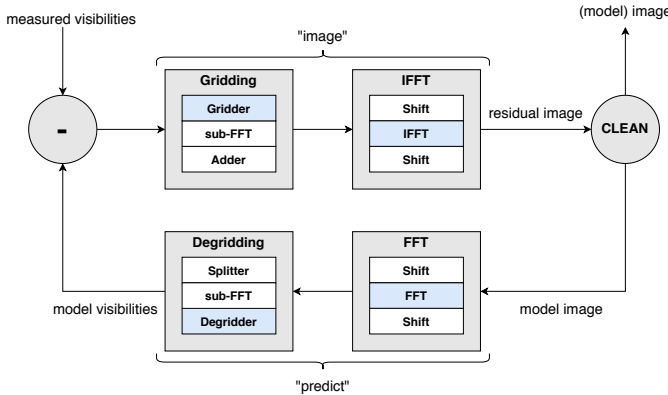 measured visibilities
(model) image
"image"
Gridding
Gridder
sub-FFT
Adder
IFFT
Shift
IFFT
Shift
residual image
-
CLEAN
Degridding
Splitter
sub-FFT
Degridder
FFT
Shift
FFT
Shift
model visibilities
model image
"predict"